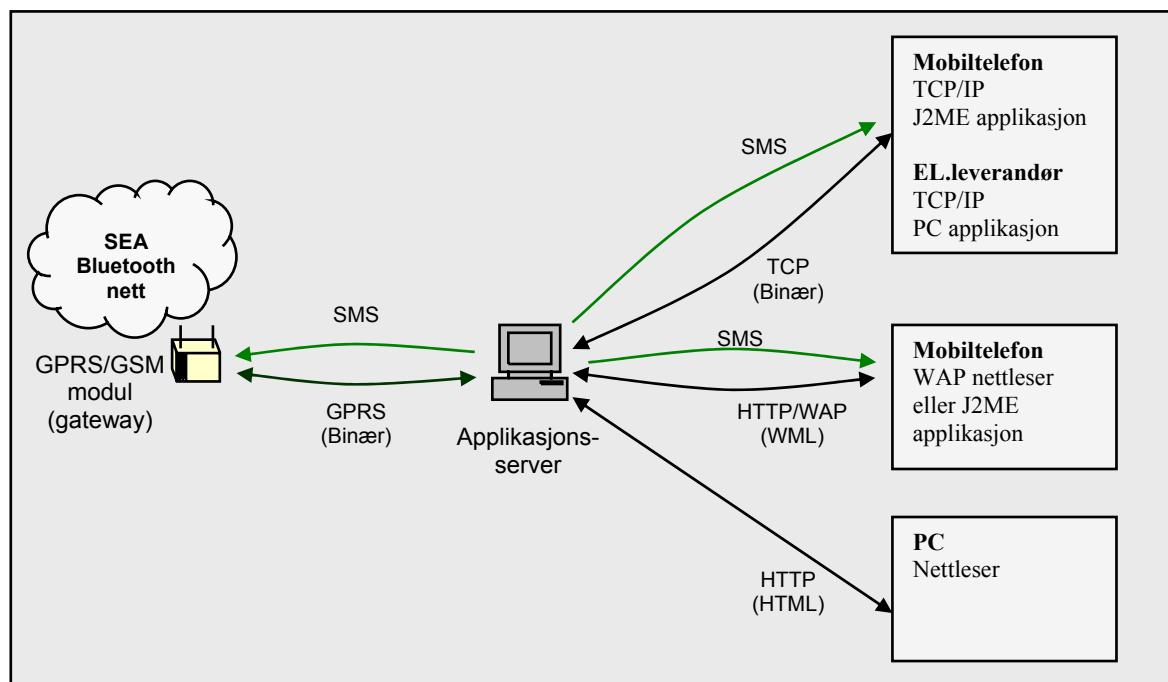 SEA
Bluetooth
nett
GPRS/GSM
modul
(gateway)
SMS
GPRS
(Binær)
Applikasjons-
server
SMS
TCP
(Binær)
SMS
HTTP/WAP
(WML)
HTTP
(HTML)
Mobiltelefon
TCP/IP
J2ME applikasjon
EL.leverandør
TCP/IP
PC applikasjon
Mobiltelefon
WAP nettleser
eller J2ME
applikasjon
PC
Nettleser